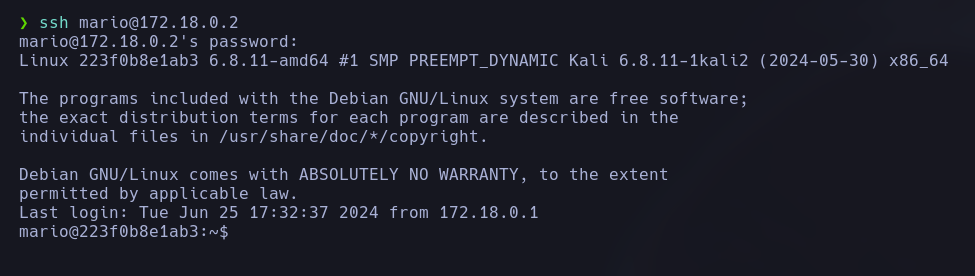 ❯ ssh mario@172.18.0.2
mario@172.18.0.2's password:
Linux 223f0b8e1ab3 6.8.11-amd64 #1 SMP PREEMPT_DYNAMIC Kali 6.8.11-1kali2 (2024-05-30) x86_64

The programs included with the Debian GNU/Linux system are free software;
the exact distribution terms for each program are described in the
individual files in /usr/share/doc/*/copyright.

Debian GNU/Linux comes with ABSOLUTELY NO WARRANTY, to the extent
permitted by applicable law.
Last login: Tue Jun 25 17:32:37 2024 from 172.18.0.1
mario@223f0b8e1ab3:~$